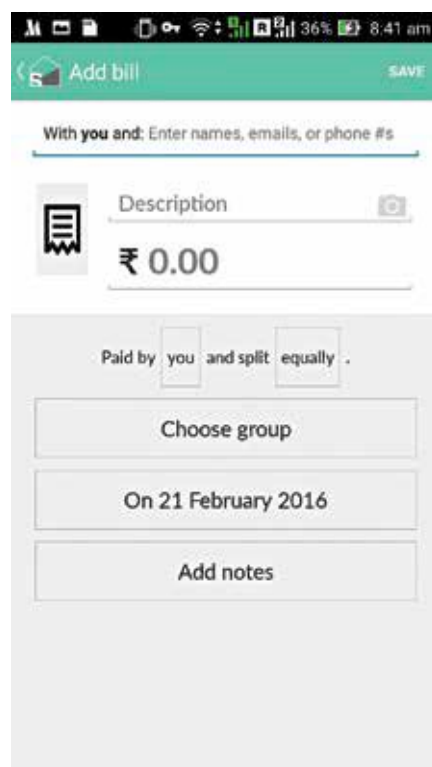 36% 8:41 am
Add bill SAVE
With you and: Enter names, emails, or phone #s
Description
₹ 0.00
Paid by you and split equally .
Choose group
On 21 February 2016
Add notes